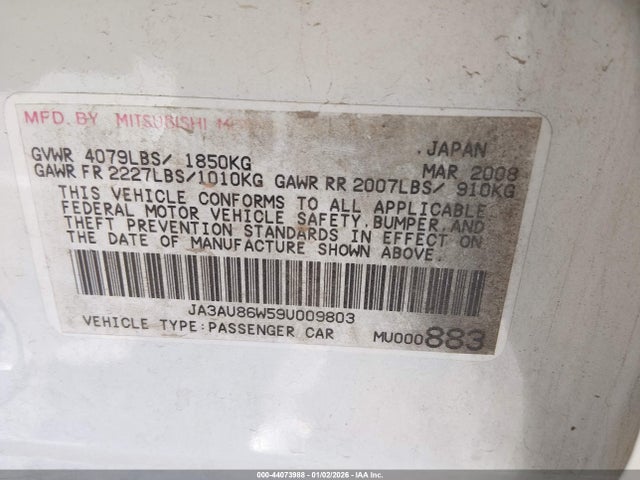 MFD. BY MITSUBISHI
JAPAN
GVWR 4079LBS/ 1850KG MAR 2008
GAWR FR 2227LBS/1010KG GAWR RR 2007LBS/ 910KG
THIS VEHICLE CONFORMS TO ALL APPLICABLE
FEDERAL MOTOR VEHICLE SAFETY, BUMPER, AND
THEFT PREVENTION STANDARDS IN EFFECT ON
THE DATE OF MANUFACTURE SHOWN ABOVE.
JA3AU86W59U009803
VEHICLE TYPE:PASSENGER CAR MU000883
000-44073988 - 01/02/2026 - IAA Inc.